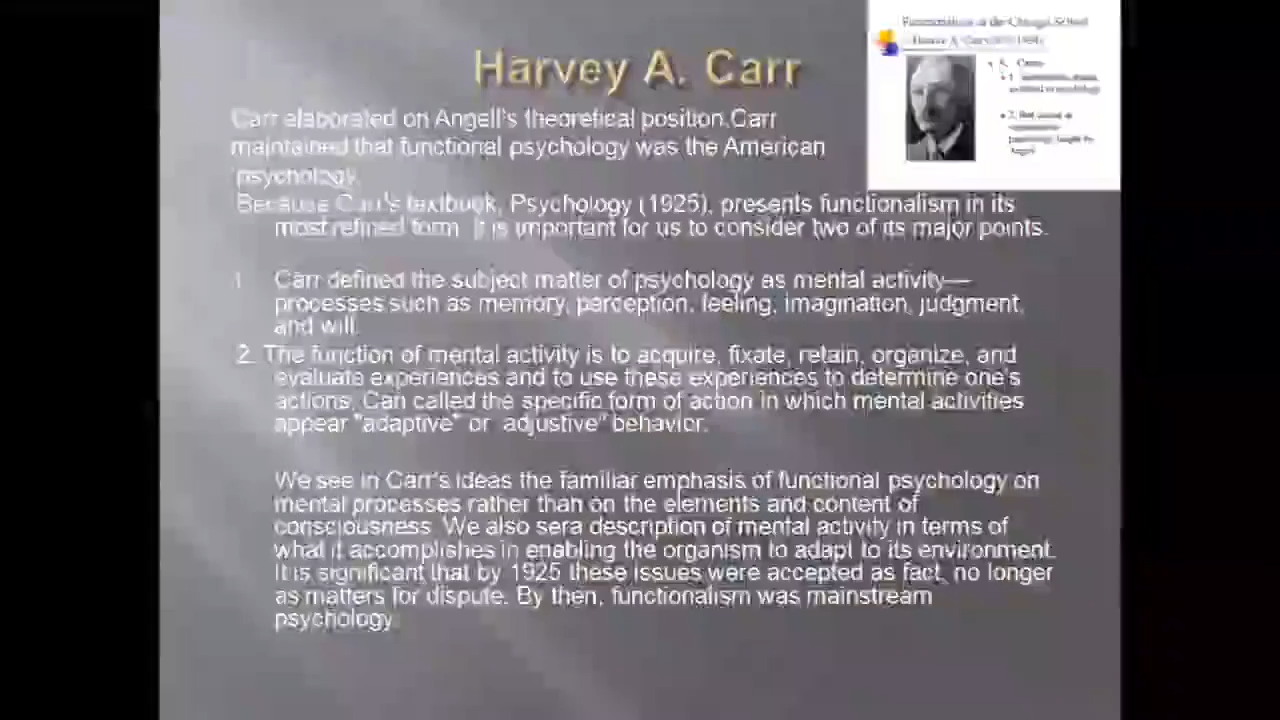 Harvey A. Carr
Carr elaborated on Angell's theoretical position.Carr
maintained that functional psychology was the American
psychology.
Because Carr's textbook, Psychology (1925), presents functionalism in its
most refined form. It is important for us to consider two of its major points.
1. Carr defined the subject matter of psychology as mental activity—
processes such as memory, perception, feeling, imagination, judgment,
and will.
2. The function of mental activity is to acquire, fixate, retain, organize, and
evaluate experiences and to use these experiences to determine one's
actions. Carr called the specific form of action in which mental activities
appear "adaptive" or adjustive" behavior.
We see in Carr's ideas the familiar emphasis of functional psychology on
mental processes rather than on the elements and content of
consciousness. We also sera description of mental activity in terms of
what it accomplishes in enabling the organism to adapt to its environment.
It is significant that by 1925 these issues were accepted as fact, no longer
as matters for dispute. By then, functionalism was mainstream
psychology.
of the Chicago School